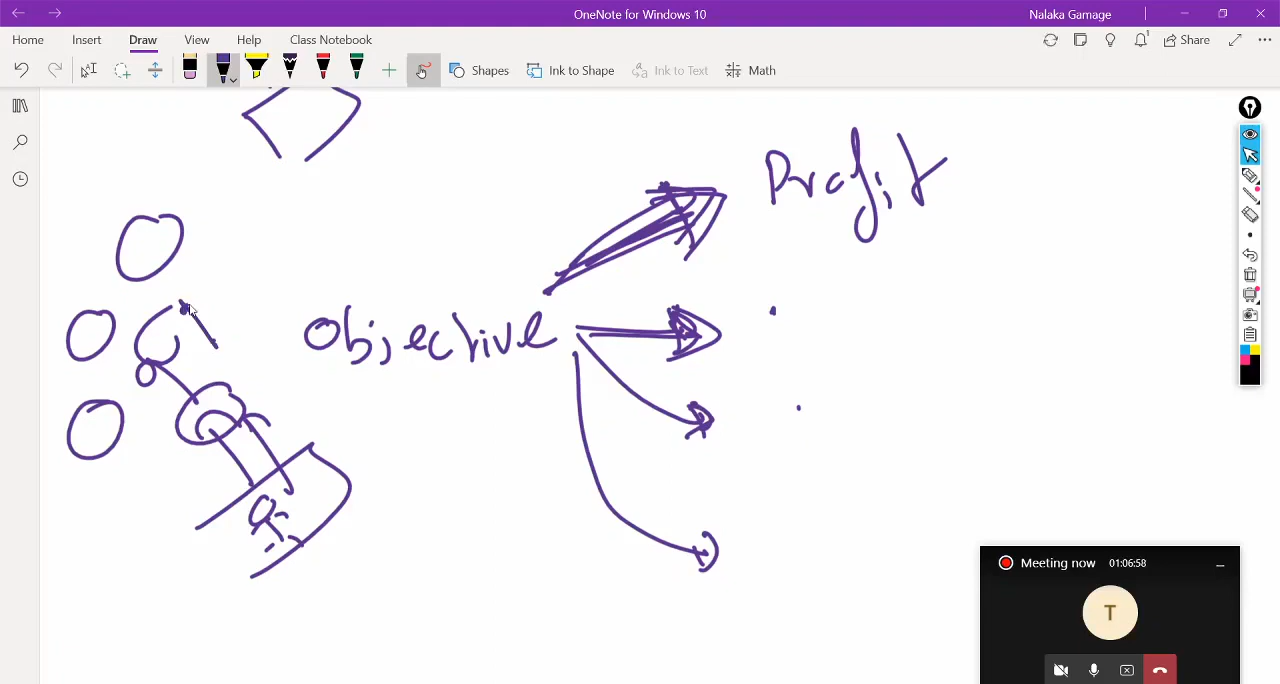 OneNote for Windows 10
Nalaka Gamage
Home Insert Draw View Help Class Notebook
Share
Shapes Ink to Shape Ink to Text Math
Profit
Objective
Meeting now 01:06:58
T